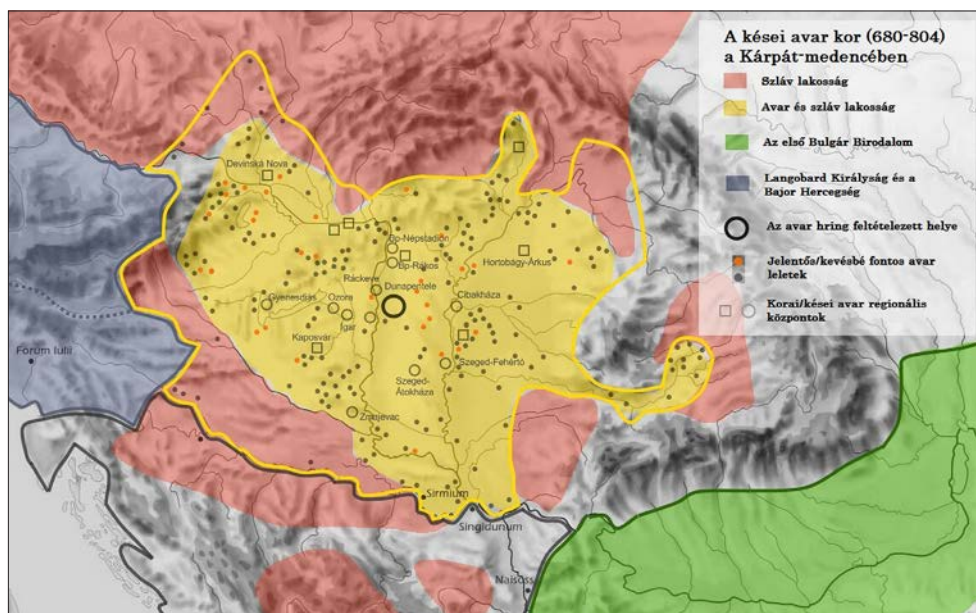 A kései avar kor (680-804)
a Kárpát-medencében
Szláv lakosság
Avar és szláv lakosság
Az első Bulgár Birodalom
Langobard Királyság és a
Bajor Hercegség
Az avar hring feltételezett helye
Jelentős/kevésbé fontos avar
leletek
Korai/kései avar regionális
központok
Devinská Nova
Bp-Népstadion
Bp-Rákos
Hortobágy-Árkus
Ráckeve
Dunapentele
Gyenesdiás
Ozora
Cibakháza
Igar
Kaposvár
Forum Iulii
Szeged-Fehértó
Szeged-
Átokháza
Zmajevac
Sirmium
Singidunum
Naissos